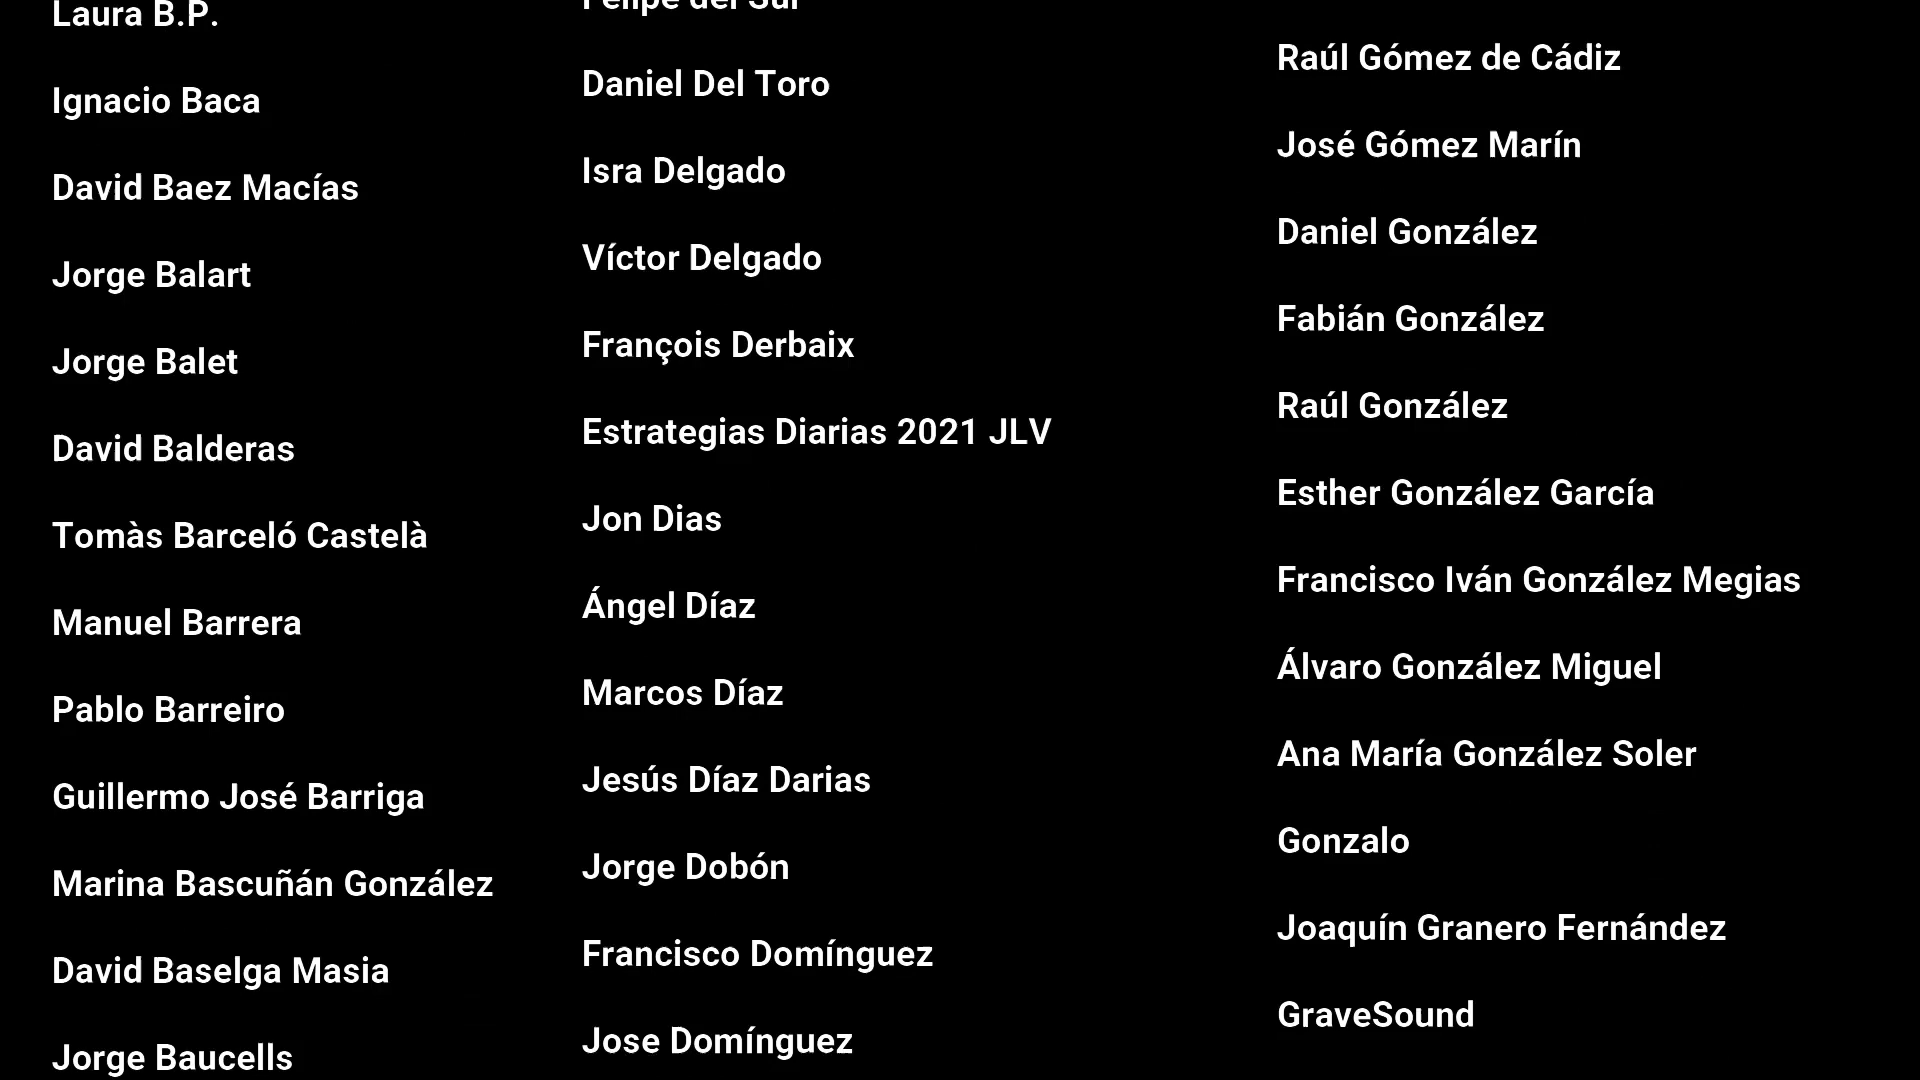 Laura B.P.
Ignacio Baca
David Baez Macías
Jorge Balart
Jorge Balet
David Balderas
Tomàs Barceló Castelà
Manuel Barrera
Pablo Barreiro
Guillermo José Barriga
Marina Bascuñán González
David Baselga Masia
Jorge Baucells
Felipe del Sur
Daniel Del Toro
Isra Delgado
Víctor Delgado
François Derbaix
Estrategias Diarias 2021 JLV
Jon Dias
Ángel Díaz
Marcos Díaz
Jesús Díaz Darias
Jorge Dobón
Francisco Domínguez
Jose Domínguez
Raúl Gómez de Cádiz
José Gómez Marín
Daniel González
Fabián González
Raúl González
Esther González García
Francisco Iván González Megias
Álvaro González Miguel
Ana María González Soler
Gonzalo
Joaquín Granero Fernández
GraveSound